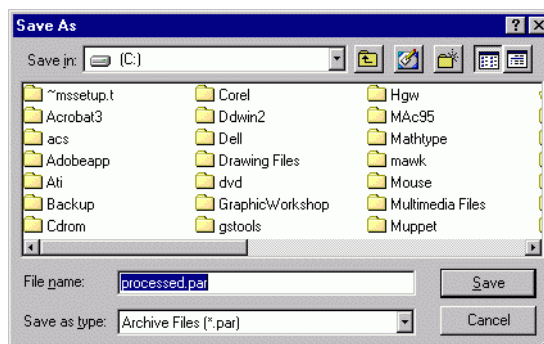 Save As
Save in: (C:)
~mssetup.t Corel Hgw
Acrobat3 Ddwin2 MAc95
acs Dell Mathtype
Adobeapp Drawing Files mawk
Ati dvd Mouse
Backup GraphicWorkshop Multimedia Files
Cdrom gstools Muppet
File name: processed.par Save
Save as type: Archive Files (*.par) Cancel